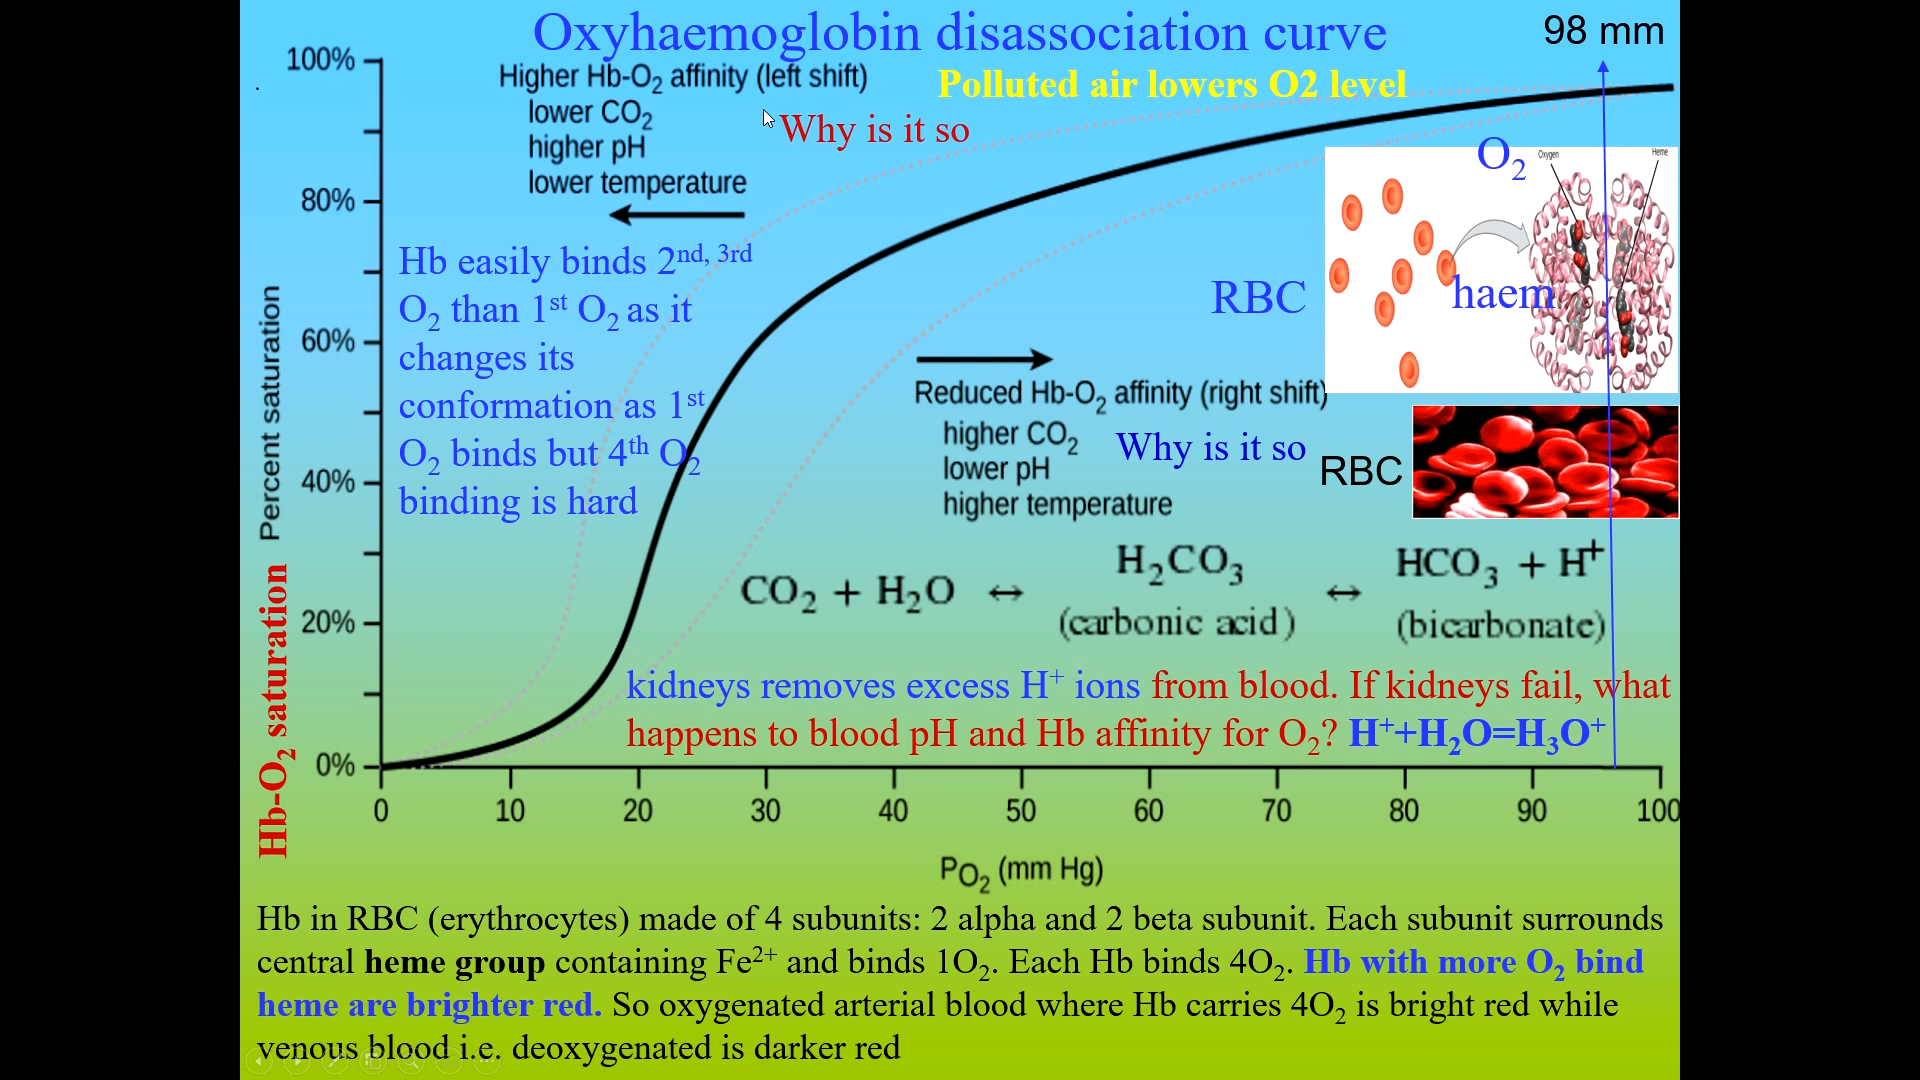 Oxyhaemoglobin disassociation curve
98 mm
100%
Higher Hb-O₂ affinity (left shift)
Polluted air lowers O2 level
lower CO₂
Why is it so
higher pH
lower temperature
80%
O₂
Oxygen
Heme
Hb easily binds 2nd, 3rd
O₂ than 1st O₂ as it
changes its
conformation as 1st
O₂ binds but 4th O₂
binding is hard
RBC
haem
60%
Percent saturation
Reduced Hb-O₂ affinity (right shift)
higher CO₂
Why is it so
lower pH
higher temperature
RBC
40%
CO₂ + H₂O ↔ H₂CO₃ ↔ HCO₃ + H⁺
(carbonic acid) (bicarbonate)
20%
Hb-O₂ saturation
kidneys removes excess H⁺ ions from blood. If kidneys fail, what
happens to blood pH and Hb affinity for O₂? H⁺+H₂O=H₃O⁺
0%
0 10 20 30 40 50 60 70 80 90 100
PO₂ (mm Hg)
Hb in RBC (erythrocytes) made of 4 subunits: 2 alpha and 2 beta subunit. Each subunit surrounds
central heme group containing Fe²⁺ and binds 1O₂. Each Hb binds 4O₂. Hb with more O₂ bind
heme are brighter red. So oxygenated arterial blood where Hb carries 4O₂ is bright red while
venous blood i.e. deoxygenated is darker red